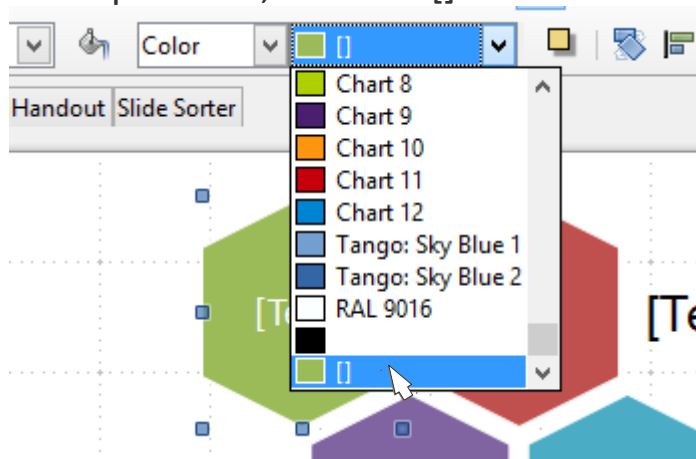 []
Color
[]
Handout
Slide Sorter
Chart 8
Chart 9
Chart 10
Chart 11
Chart 12
Tango: Sky Blue 1
Tango: Sky Blue 2
RAL 9016
[]